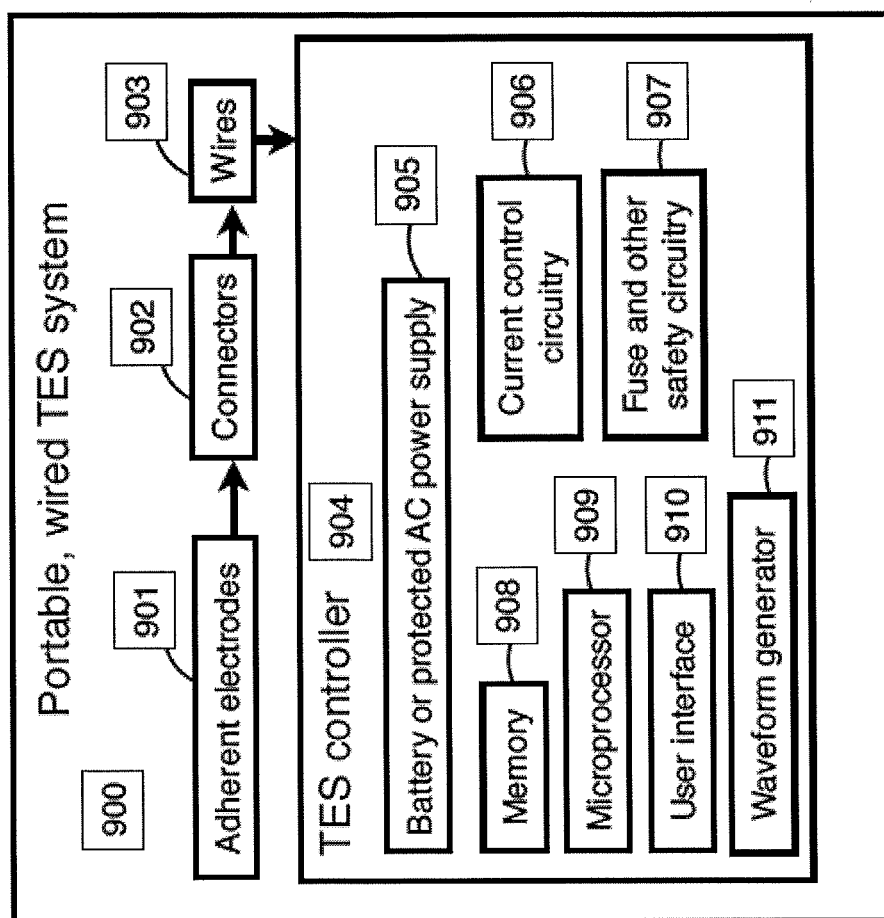 Portable, wired TES system
900
901
902
903
Adherent electrodes
Connectors
Wires
TES controller
904
905
Battery or protected AC power supply
908
906
Memory
Current control
circuitry
909
Microprocessor
907
910
Fuse and other
safety circuitry
User interface
911
Waveform generator